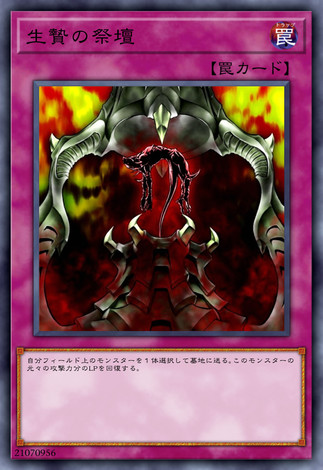 生贄の祭壇
トラップ
罠
【罠カード】
自分フィールド上のモンスターを1体選択して墓地に送る。このモンスターの
元々の攻撃力分のLPを回復する。
21070956